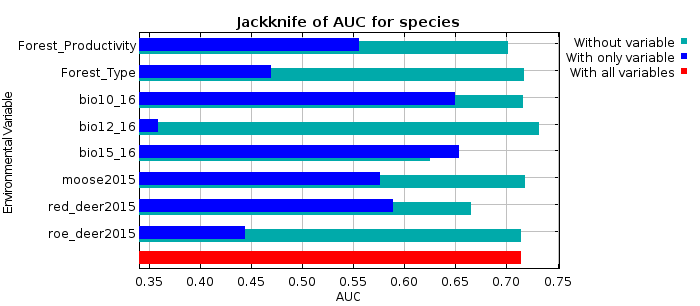 Jackknife of AUC for species
Environmental Variable
Forest_Productivity
Forest_Type
bio10_16
bio12_16
bio15_16
moose2015
red_deer2015
roe_deer2015
0.35 0.40 0.45 0.50 0.55 0.60 0.65 0.70 0.75
AUC
Without variable
With only variable
With all variables